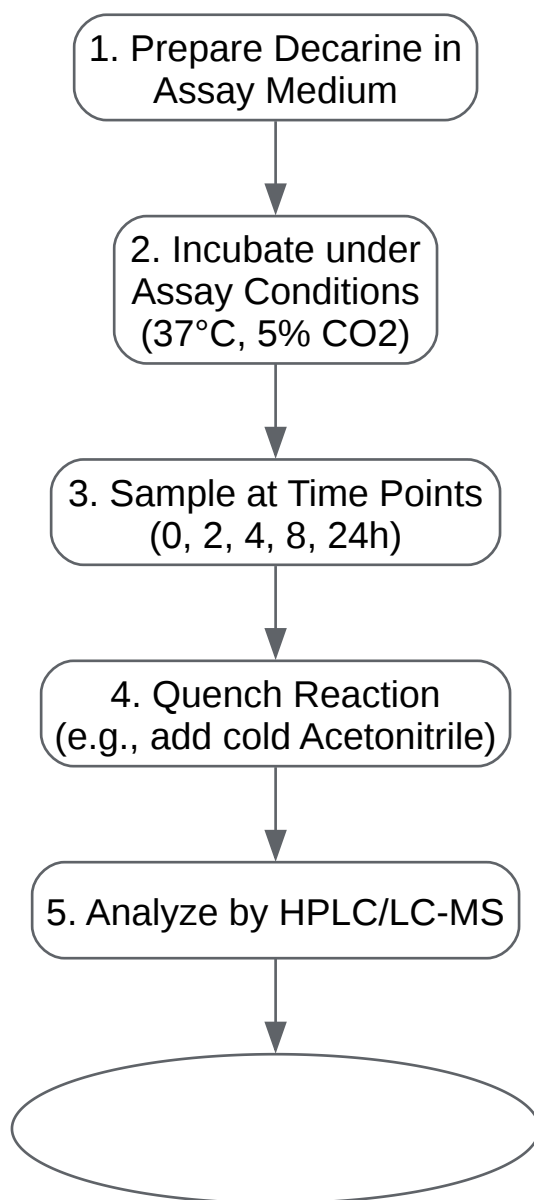 1. Prepare Decarine in
Assay Medium
2. Incubate under
Assay Conditions
(37°C, 5% CO2)
3. Sample at Time Points
(0, 2, 4, 8, 24h)
4. Quench Reaction
(e.g., add cold Acetonitrile)
5. Analyze by HPLC/LC-MS